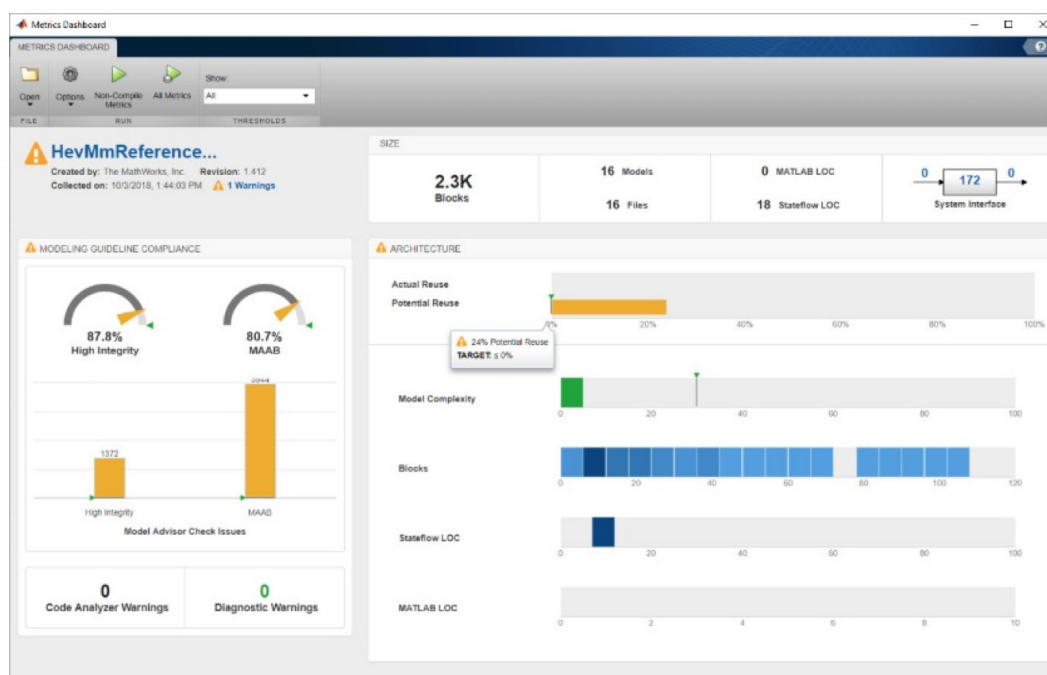 Metrics Dashboard
METRICS DASHBOARD
Open
Options
Non-Compile Metrics
All Metrics
Show:
All
FILE
RUN
THRESHOLDS
HevMmReference...
Created by: The MathWorks, Inc. Revision: 1.412
Collected on: 10/3/2018, 1:44:03 PM 1 Warnings
SIZE
2.3K
Blocks
16 Models
16 Files
0 MATLAB LOC
18 Stateflow LOC
0 172 0
System Interface
MODELING GUIDELINE COMPLIANCE
87.8%
High Integrity
80.7%
MAAB
1372
High Integrity
MAAB
Model Advisor Check Issues
0
Code Analyzer Warnings
0
Diagnostic Warnings
ARCHITECTURE
Actual Reuse
Potential Reuse
0% 20% 40% 60% 80% 100%
24% Potential Reuse
TARGET: ≤ 0%
Model Complexity
0 20 40 60 80 100
Blocks
0 20 40 60 80 100 120
Stateflow LOC
0 20 40 60 80 100
MATLAB LOC
0 2 4 6 8 10